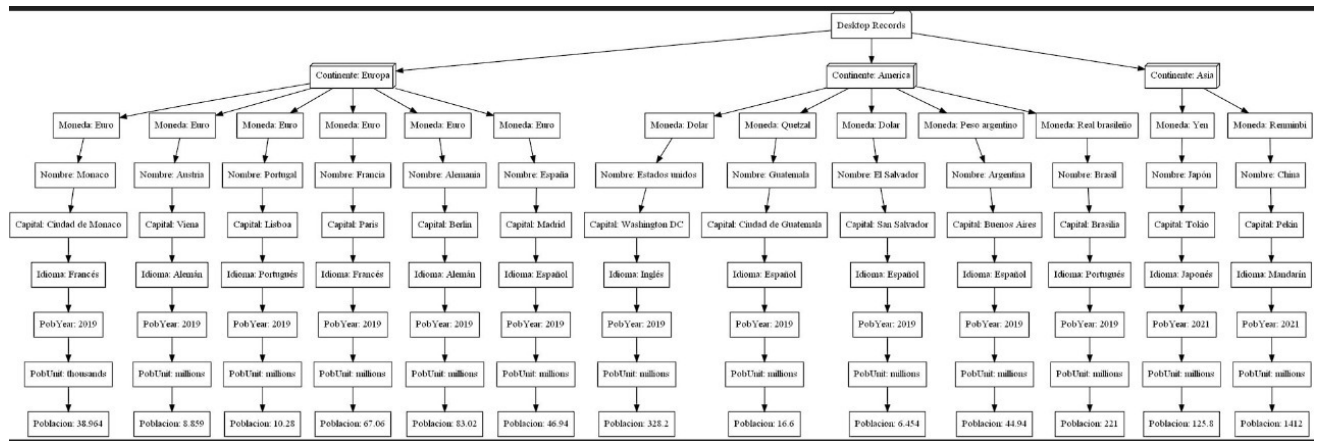 Desktop Records
Continente: Europa
Continente: America
Continente: Asia
Moneda: Euro
Moneda: Euro
Moneda: Euro
Moneda: Euro
Moneda: Euro
Moneda: Euro
Moneda: Dolar
Moneda: Quetzal
Moneda: Dolar
Moneda: Peso argentino
Moneda: Real brasileño
Moneda: Yen
Moneda: Renminbi
Nombre: Monaco
Nombre: Austria
Nombre: Portugal
Nombre: Francia
Nombre: Alemania
Nombre: España
Nombre: Estados unidos
Nombre: Guatemala
Nombre: El Salvador
Nombre: Argentina
Nombre: Brasil
Nombre: Japón
Nombre: China
Capital: Ciudad de Monaco
Capital: Viena
Capital: Lisboa
Capital: Paris
Capital: Berlin
Capital: Madrid
Capital: Washington DC
Capital: Ciudad de Guatemala
Capital: San Salvador
Capital: Buenos Aires
Capital: Brasilia
Capital: Tokio
Capital: Pekín
Idioma: Francés
Idioma: Alemán
Idioma: Portugués
Idioma: Francés
Idioma: Alemán
Idioma: Español
Idioma: Inglés
Idioma: Español
Idioma: Español
Idioma: Español
Idioma: Portugués
Idioma: Japonés
Idioma: Mandarín
PobYear: 2019
PobYear: 2019
PobYear: 2019
PobYear: 2019
PobYear: 2019
PobYear: 2019
PobYear: 2019
PobYear: 2019
PobYear: 2019
PobYear: 2019
PobYear: 2019
PobYear: 2021
PobYear: 2021
PobUnit: thousands
PobUnit: millions
PobUnit: millions
PobUnit: millions
PobUnit: millions
PobUnit: millions
PobUnit: millions
PobUnit: millions
PobUnit: millions
PobUnit: millions
PobUnit: millions
PobUnit: millions
PobUnit: millions
Poblacion: 38.964
Poblacion: 8.859
Poblacion: 10.28
Poblacion: 67.06
Poblacion: 83.02
Poblacion: 46.94
Poblacion: 328.2
Poblacion: 16.6
Poblacion: 6.454
Poblacion: 44.94
Poblacion: 221
Poblacion: 125.8
Poblacion: 1412